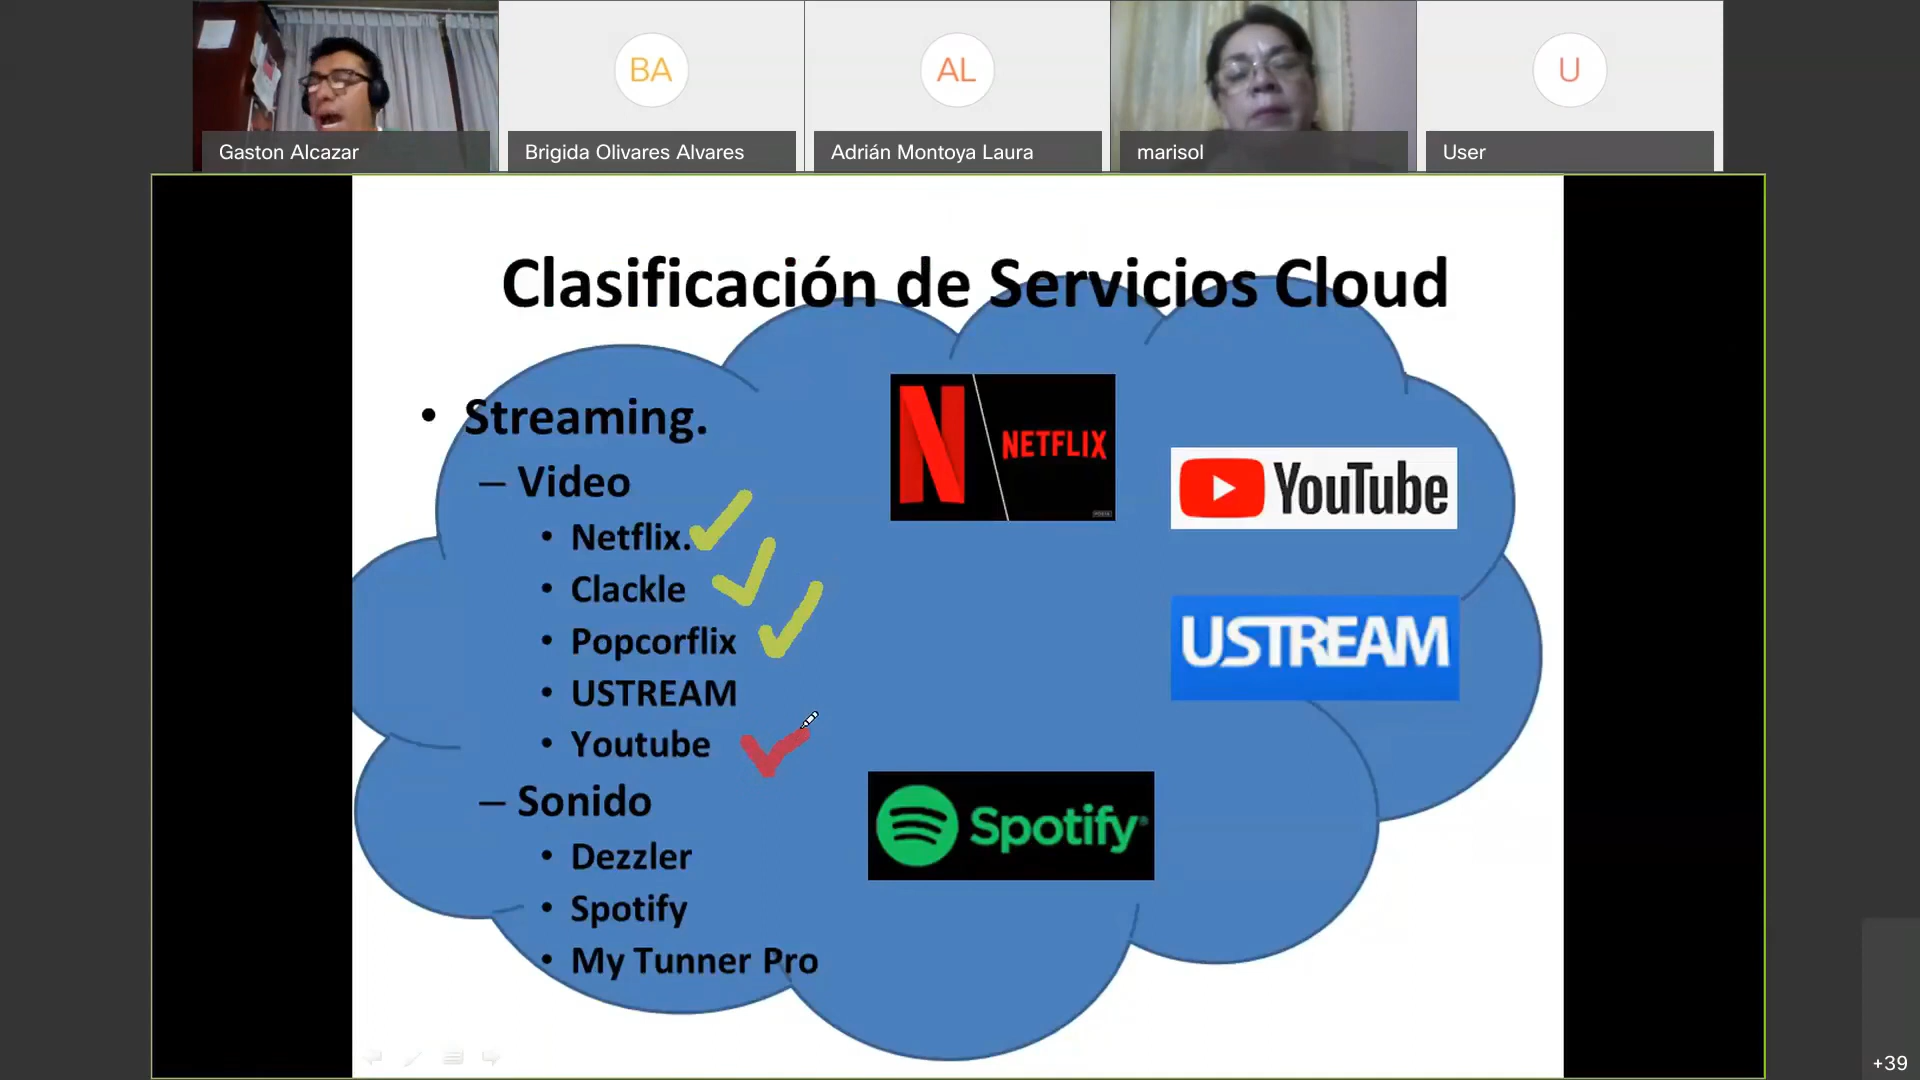 BA
AL
U
Gaston Alcazar
Brigida Olivares Alvares
Adrián Montoya Laura
marisol
User
Clasificación de Servicios Cloud
• Streaming.
– Video
• Netflix.
• Clackle
• Popcorflix
• USTREAM
• Youtube
– Sonido
• Dezzler
• Spotify
• My Tunner Pro
N
NETFLIX
YouTube
USTREAM
Spotify®
+39